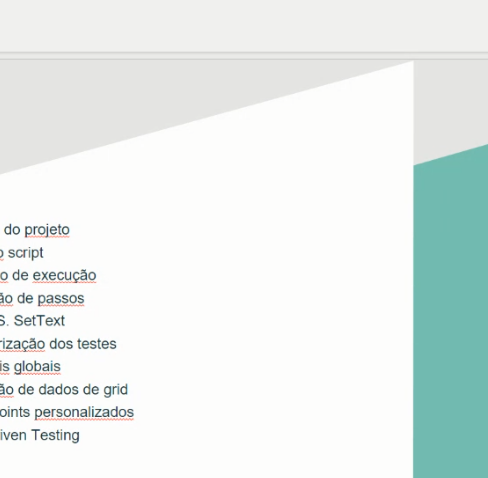 do projeto
o script
o de execução
ão de passos
S. SetText
rização dos testes
is globais
ão de dados de grid
oints personalizados
iven Testing